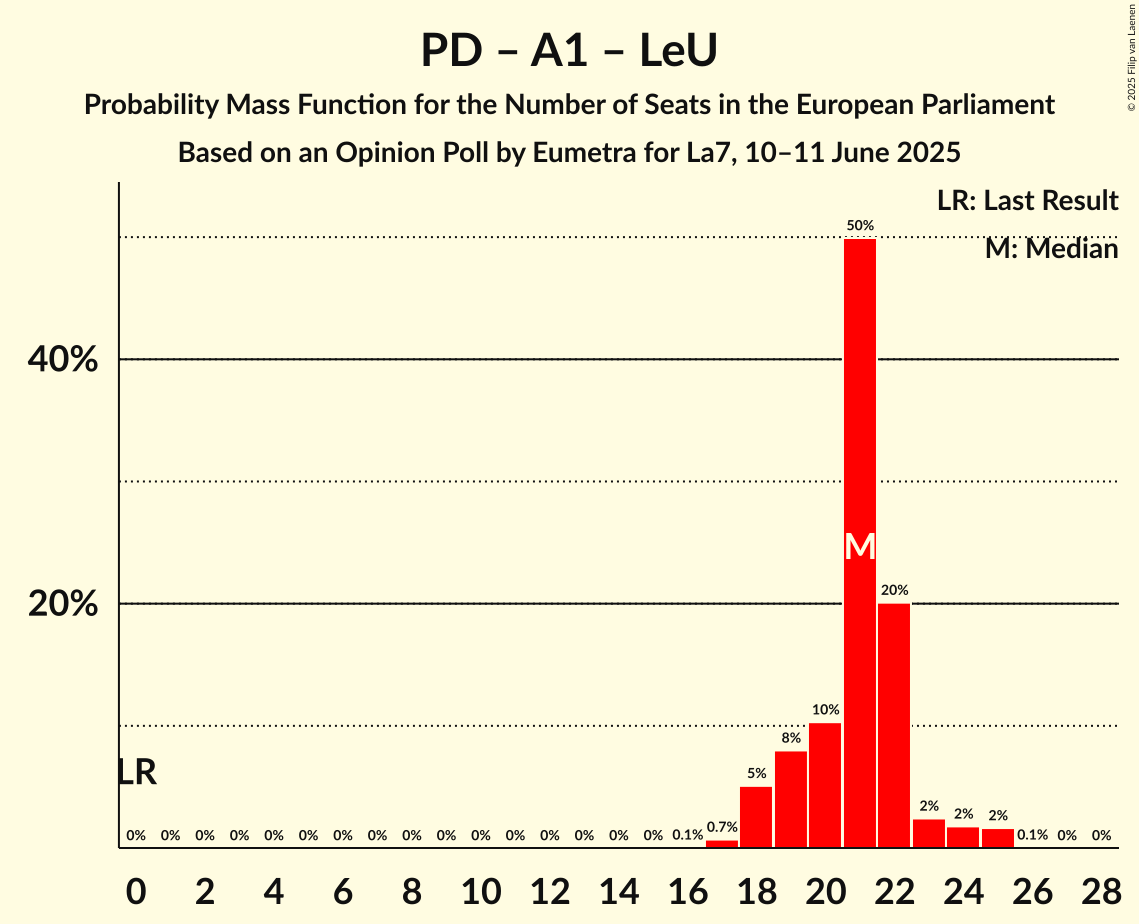 PD – A1 – LeU
Probability Mass Function for the Number of Seats in the European Parliament
Based on an Opinion Poll by Eumetra for La7, 10–11 June 2025
© 2025 Filip van Laenen
LR: Last Result
M: Median
50%
40%
M
20%
20%
10%
8%
LR
5%
2% 2% 2%
0% 0% 0% 0% 0% 0% 0% 0% 0% 0% 0% 0% 0% 0% 0% 0% 0.1% 0.7% 0.1% 0% 0%
0 2 4 6 8 10 12 14 16 18 20 22 24 26 28